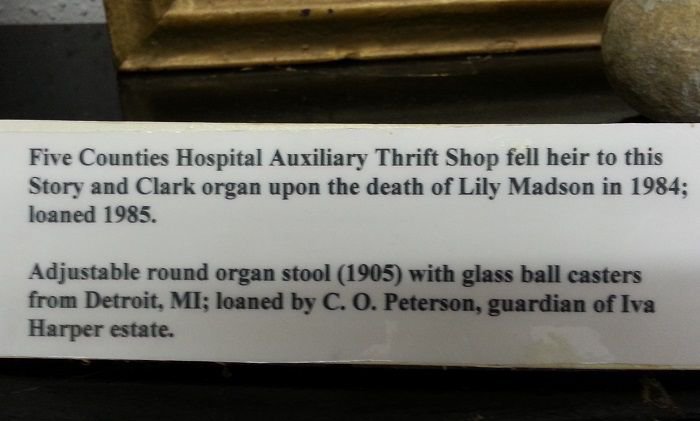 Five Counties Hospital Auxiliary Thrift Shop fell heir to this
Story and Clark organ upon the death of Lily Madson in 1984;
loaned 1985.
Adjustable round organ stool (1905) with glass ball casters
from Detroit, MI; loaned by C. O. Peterson, guardian of Iva
Harper estate.